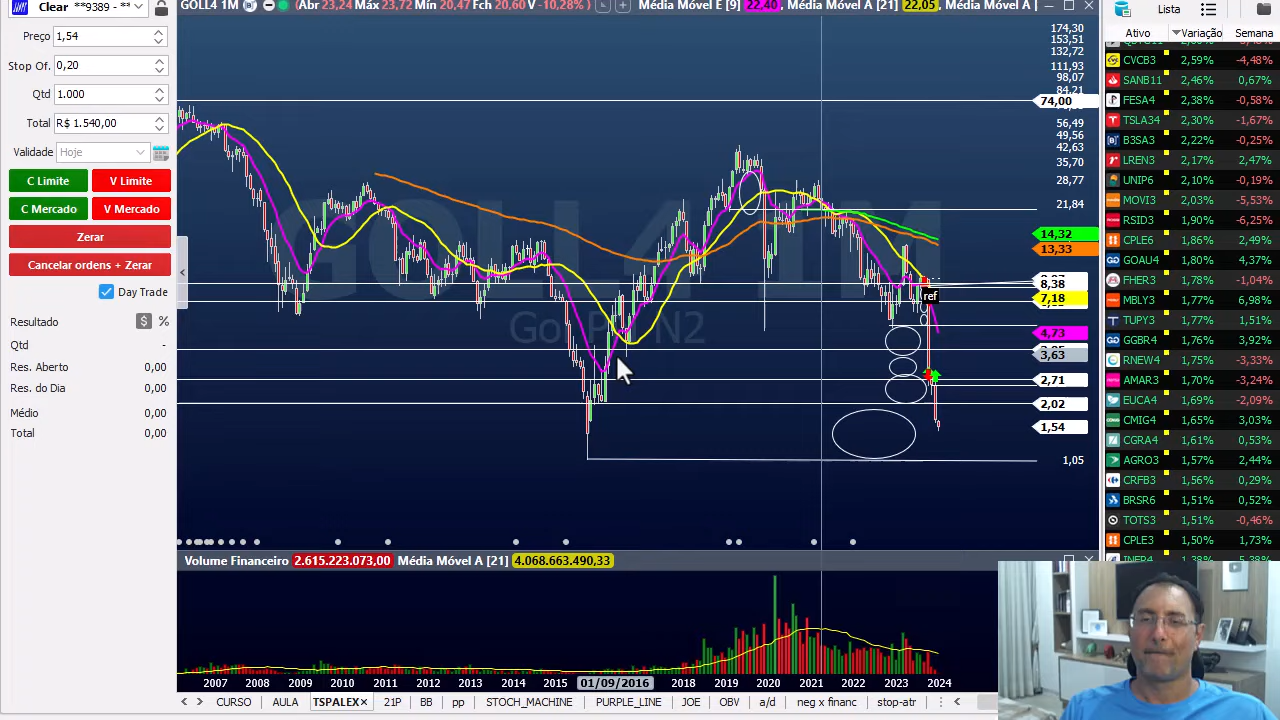 Clear **9389 - **
Preço 1,54
Stop Of. 0,20
Qtd 1.000
Total R$ 1.540,00
Validade Hoje
C Limite V Limite
C Mercado V Mercado
Zerar
Cancelar ordens + Zerar
Day Trade
Resultado $ %
Qtd -
Res. Aberto 0,00
Res. do Dia 0,00
Médio 0,00
Total 0,00
GOLL4 1M Abr 23,24 Máx 23,72 Mín 20,47 Fch 20,60 V -10,28% Média Móvel E [9] 22,40, Média Móvel A [21] 22,05, Média Móvel A
174,30
153,51
132,72
111,93
98,07
84,21
74,00
56,49
49,56
42,63
35,70
28,77
21,84
14,32
13,33
8,38
7,18
4,73
3,63
2,71
2,02
1,54
1,05
GOLL4 1M
Gol PN N2
ref
Volume Financeiro 2.615.223.073,00 Média Móvel A [21] 4.068.663.490,33
2007 2008 2009 2010 2011 2012 2013 2014 2015 01/09/2016 2017 2018 2019 2020 2021 2022 2023 2024
CURSO AULA TSPALEX× 21P BB pp STOCH_MACHINE PURPLE_LINE JOE OBV a/d neg x financ stop-atr
Lista
Ativo Variação Semana
CVCB3 2,59% -4,48%
SANB11 2,46% 0,67%
FESA4 2,38% -0,58%
TSLA34 2,30% -1,67%
B3SA3 2,22% -0,25%
LREN3 2,17% 2,47%
UNIP6 2,10% -0,19%
MOVI3 2,03% -5,53%
RSID3 1,90% -6,25%
CPLE6 1,86% 2,49%
GOAU4 1,80% 4,37%
FHER3 1,78% -1,04%
MBLY3 1,77% 6,98%
TUPY3 1,77% 1,51%
GGBR4 1,77% 3,92%
RNEW4 1,75% -3,33%
AMAR3 1,70% -3,24%
EUCA4 1,69% -2,09%
CMIG4 1,65% 3,03%
CGRA4 1,61% 0,53%
AGRO3 1,57% 2,44%
CRFB3 1,56% 0,29%
BRSR6 1,51% 0,52%
TOTS3 1,51% -0,46%
CPLE3 1,50% 1,73%